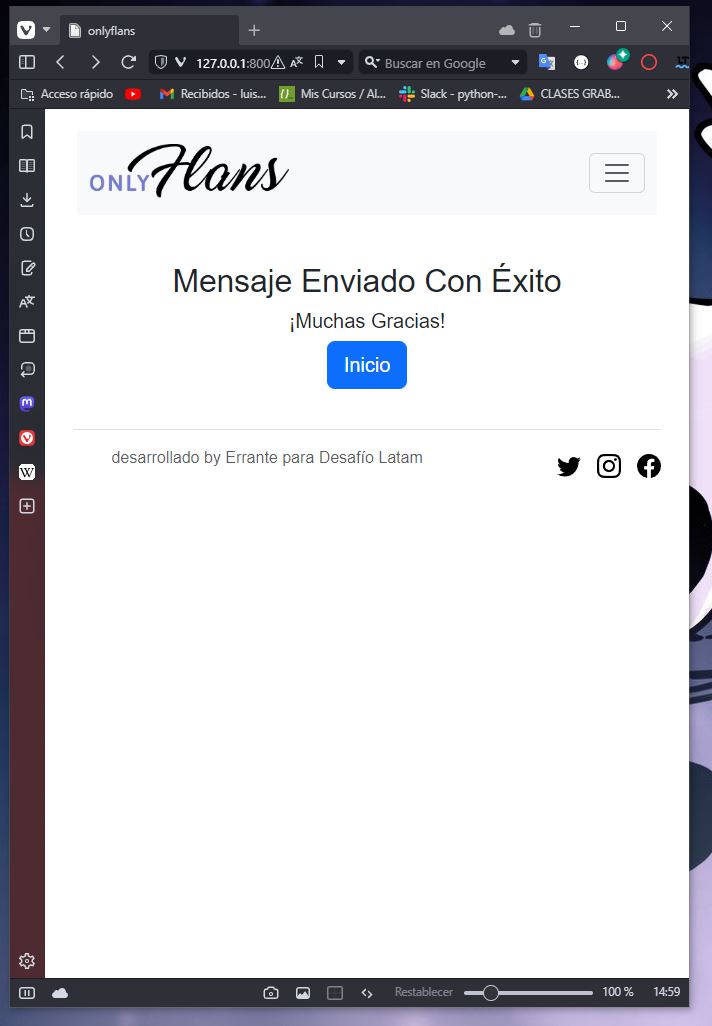 onlyflans
127.0.0.1:800
Buscar en Google
Acceso rápido
Recibidos - luis...
Mis Cursos / Al...
Slack - python-...
CLASES GRAB...
ONLY Flans
Mensaje Enviado Con Éxito
¡Muchas Gracias!
Inicio
desarrollado by Errante para Desafío Latam
W
Restablecer
100 %
14:59